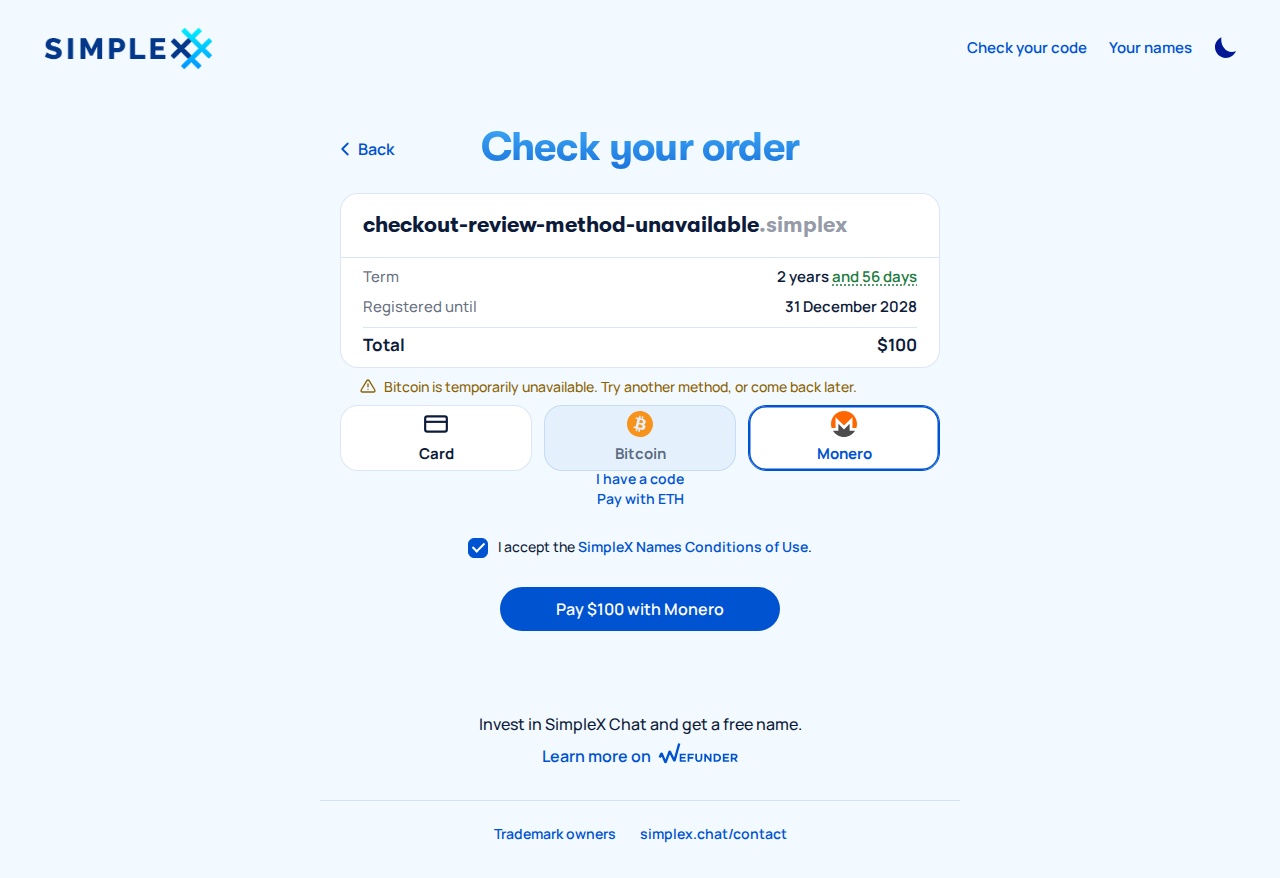 SIMPLEX
Check your code
Your names
Back
Check your order
checkout-review-method-unavailable.simplex
Term
2 years and 56 days
Registered until
31 December 2028
Total
$100
Bitcoin is temporarily unavailable. Try another method, or come back later.
Card
Bitcoin
Monero
I have a code
Pay with ETH
I accept the SimpleX Names Conditions of Use.
Pay $100 with Monero
Invest in SimpleX Chat and get a free name.
Learn more on WEFUNDER
Trademark owners
simplex.chat/contact